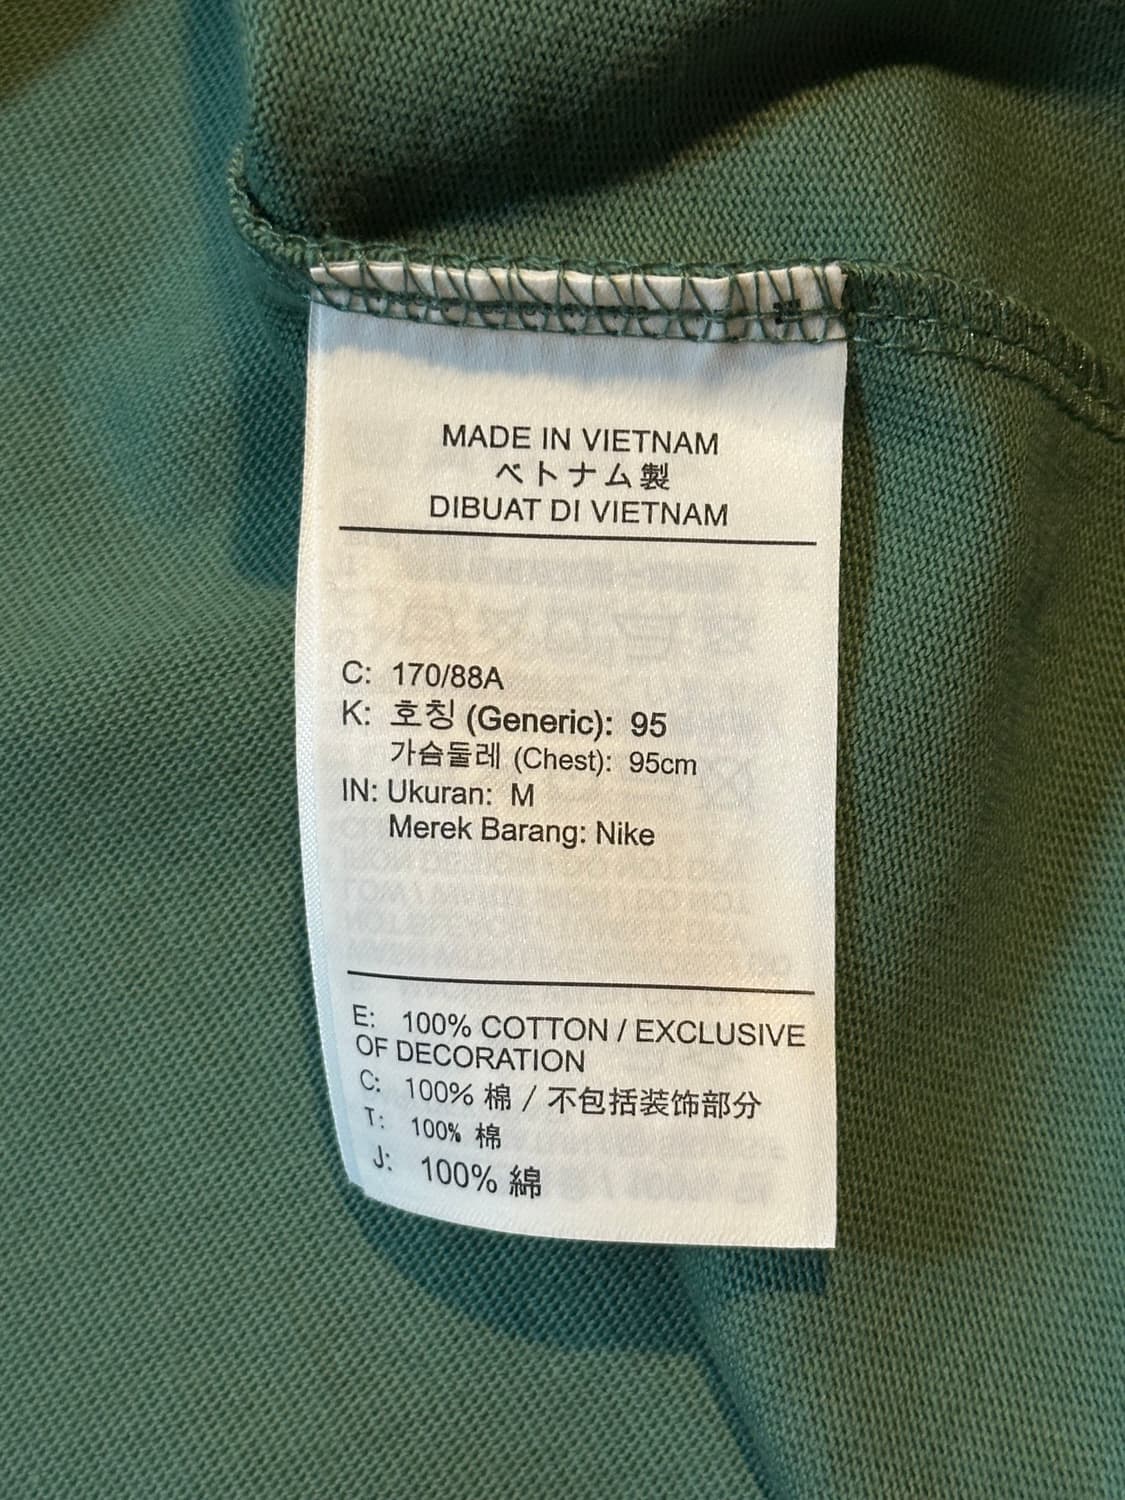 MADE IN VIETNAM
ベトナム製
DIBUAT DI VIETNAM
C: 170/88A
K: 호칭 (Generic): 95
가슴둘레 (Chest): 95cm
IN: Ukuran: M
Merek Barang: Nike
E: 100% COTTON / EXCLUSIVE
OF DECORATION
C: 100% 棉 / 不包括装饰部分
T: 100% 棉
J: 100% 綿